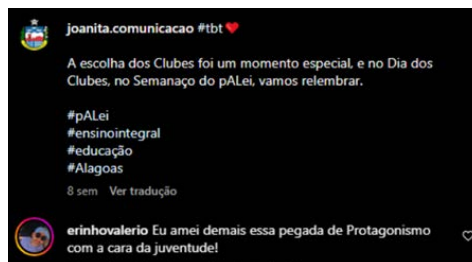 joanita.comunicacao #tbt ❤️
A escolha dos Clubes foi um momento especial, e no Dia dos
Clubes, no Semanaço do pALei, vamos relembrar.
#pALei
#ensinointegral
#educação
#Alagoas
8 sem Ver tradução
erinhovalerio Eu amei demais essa pegada de Protagonismo
com a cara da juventude!